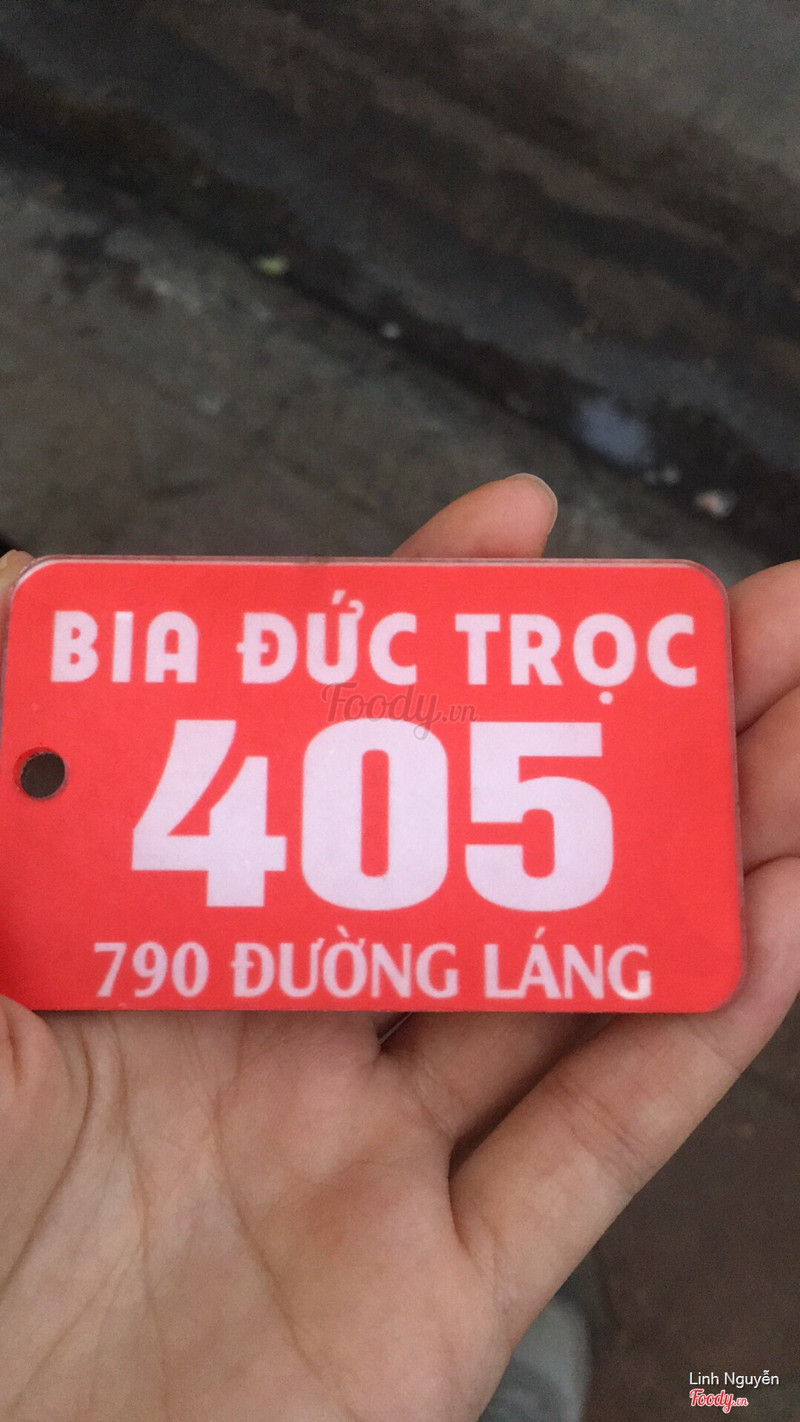 BIA ĐỨC TRỌC
Foody.vn
405
790 ĐƯỜNG LÁNG
Linh Nguyễn
Foody.vn